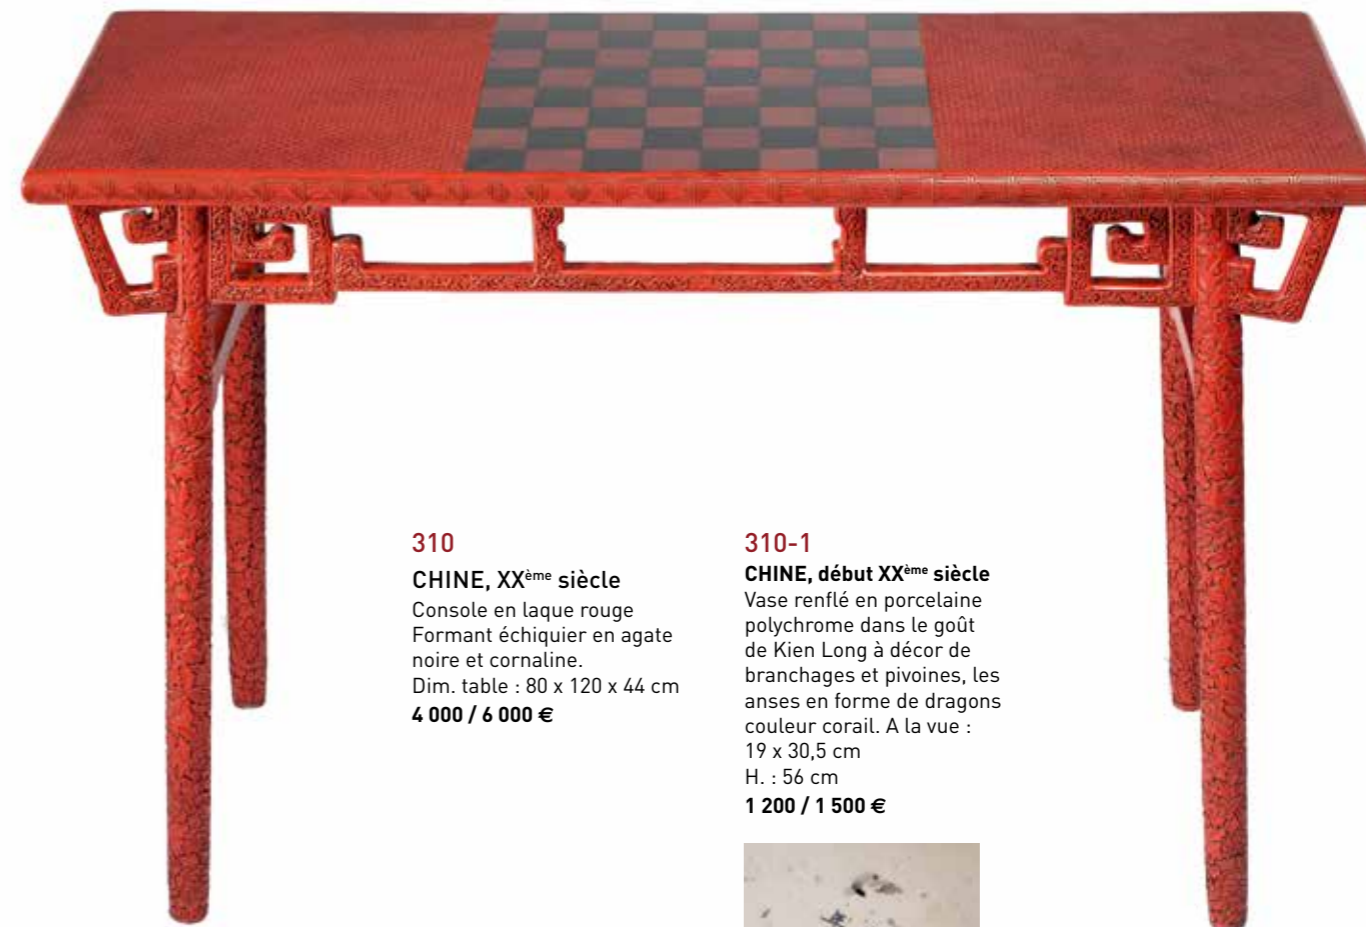 310
CHINE, XXème siècle
Console en laque rouge
Formant échiquier en agate
noire et cornaline.
Dim. table : 80 x 120 x 44 cm
4 000 / 6 000 €
310-1
CHINE, début XXème siècle
Vase renflé en porcelaine
polychrome dans le goût
de Kien Long à décor de
branchages et pivoines, les
anses en forme de dragons
couleur corail. A la vue :
19 x 30,5 cm
H. : 56 cm
1 200 / 1 500 €